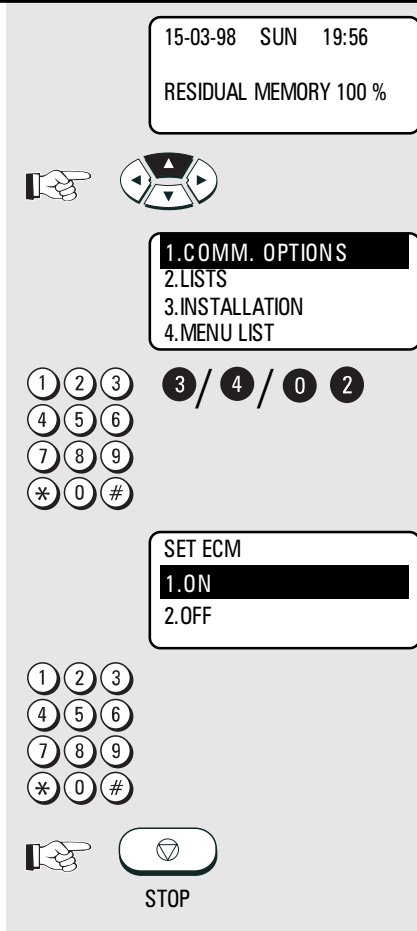 15-03-98 SUN 19:56
RESIDUAL MEMORY 100 %
1.COMM. OPTIONS
2.LISTS
3.INSTALLATION
4.MENU LIST
1 2 3 3 / 4 / 0 2
4 5 6
7 8 9
* 0 #
SET ECM
1.ON
2.OFF
1 2 3
4 5 6
7 8 9
* 0 #
STOP